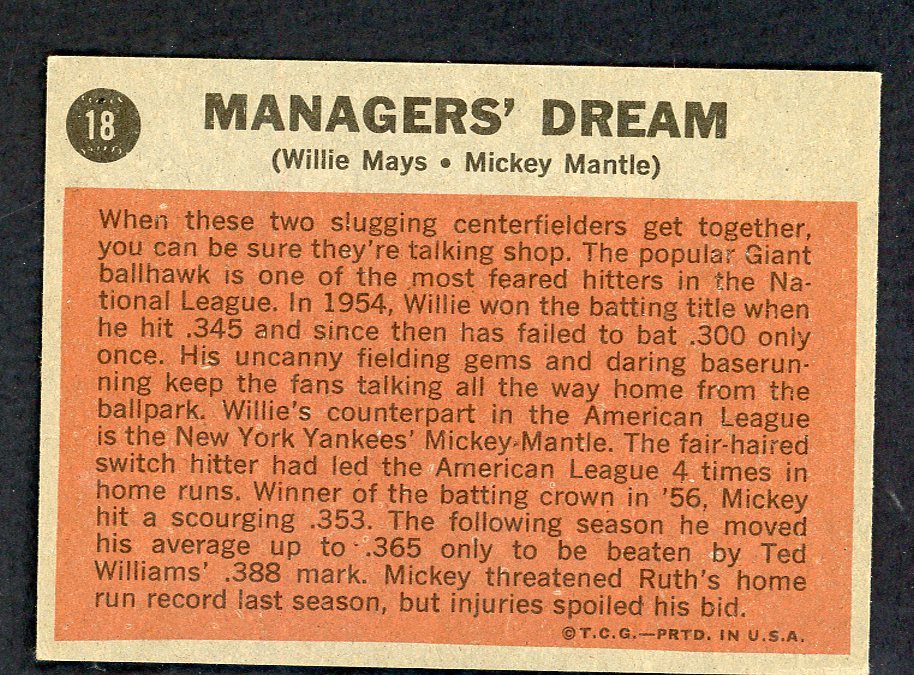 18
MANAGERS' DREAM
(Willie Mays • Mickey Mantle)
When these two slugging centerfielders get together,
you can be sure they're talking shop. The popular Giant
ballhawk is one of the most feared hitters in the Na-
tional League. In 1954, Willie won the batting title when
he hit .345 and since then has failed to bat .300 only
once. His uncanny fielding gems and daring baserun-
ning keep the fans talking all the way home from the
ballpark. Willie's counterpart in the American League
is the New York Yankees' Mickey Mantle. The fair-haired
switch hitter had led the American League 4 times in
home runs. Winner of the batting crown in '56, Mickey
hit a scourging .353. The following season he moved
his average up to .365 only to be beaten by Ted
Williams' .388 mark. Mickey threatened Ruth's home
run record last season, but injuries spoiled his bid.
©T.C.G.—PRTD. IN U.S.A.